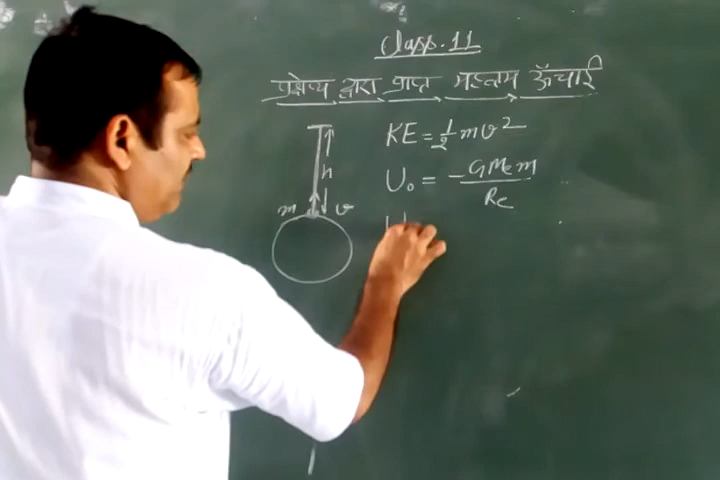 Class. 11
प्रक्षेप्य द्वारा प्राप्त महत्तम ऊँचाई
h
m v
KE = 1/2 mv²
U₀ = - GMem/Re
U